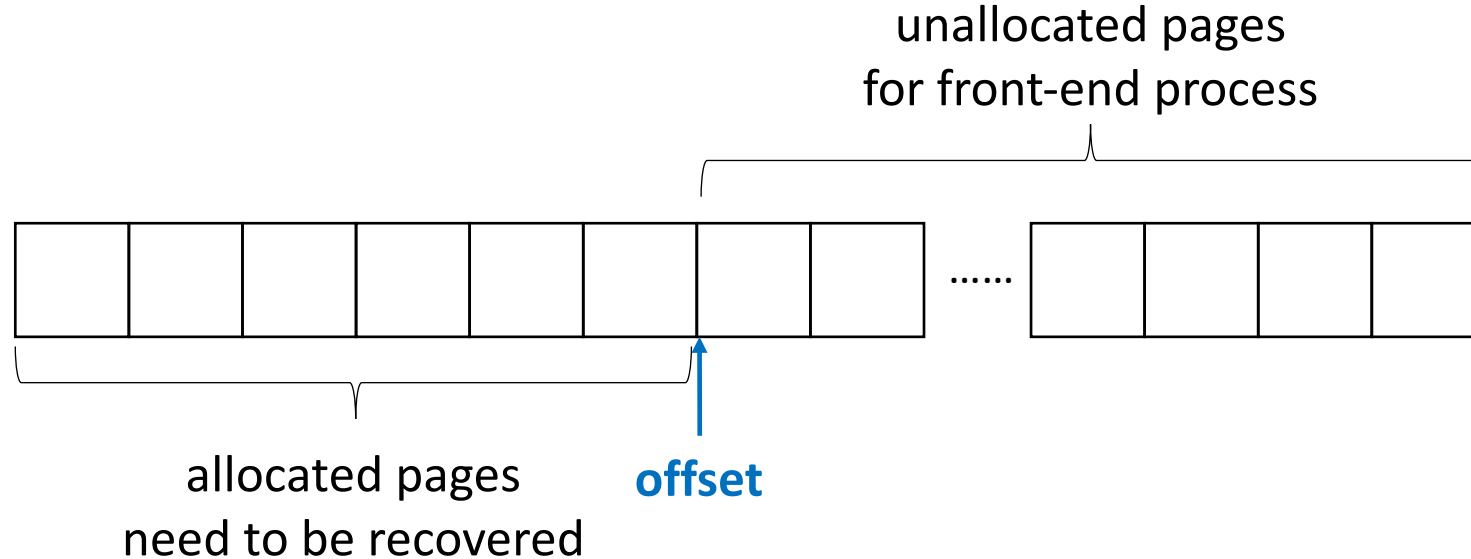 unallocated pages
for front-end process
......
allocated pages
need to be recovered
offset